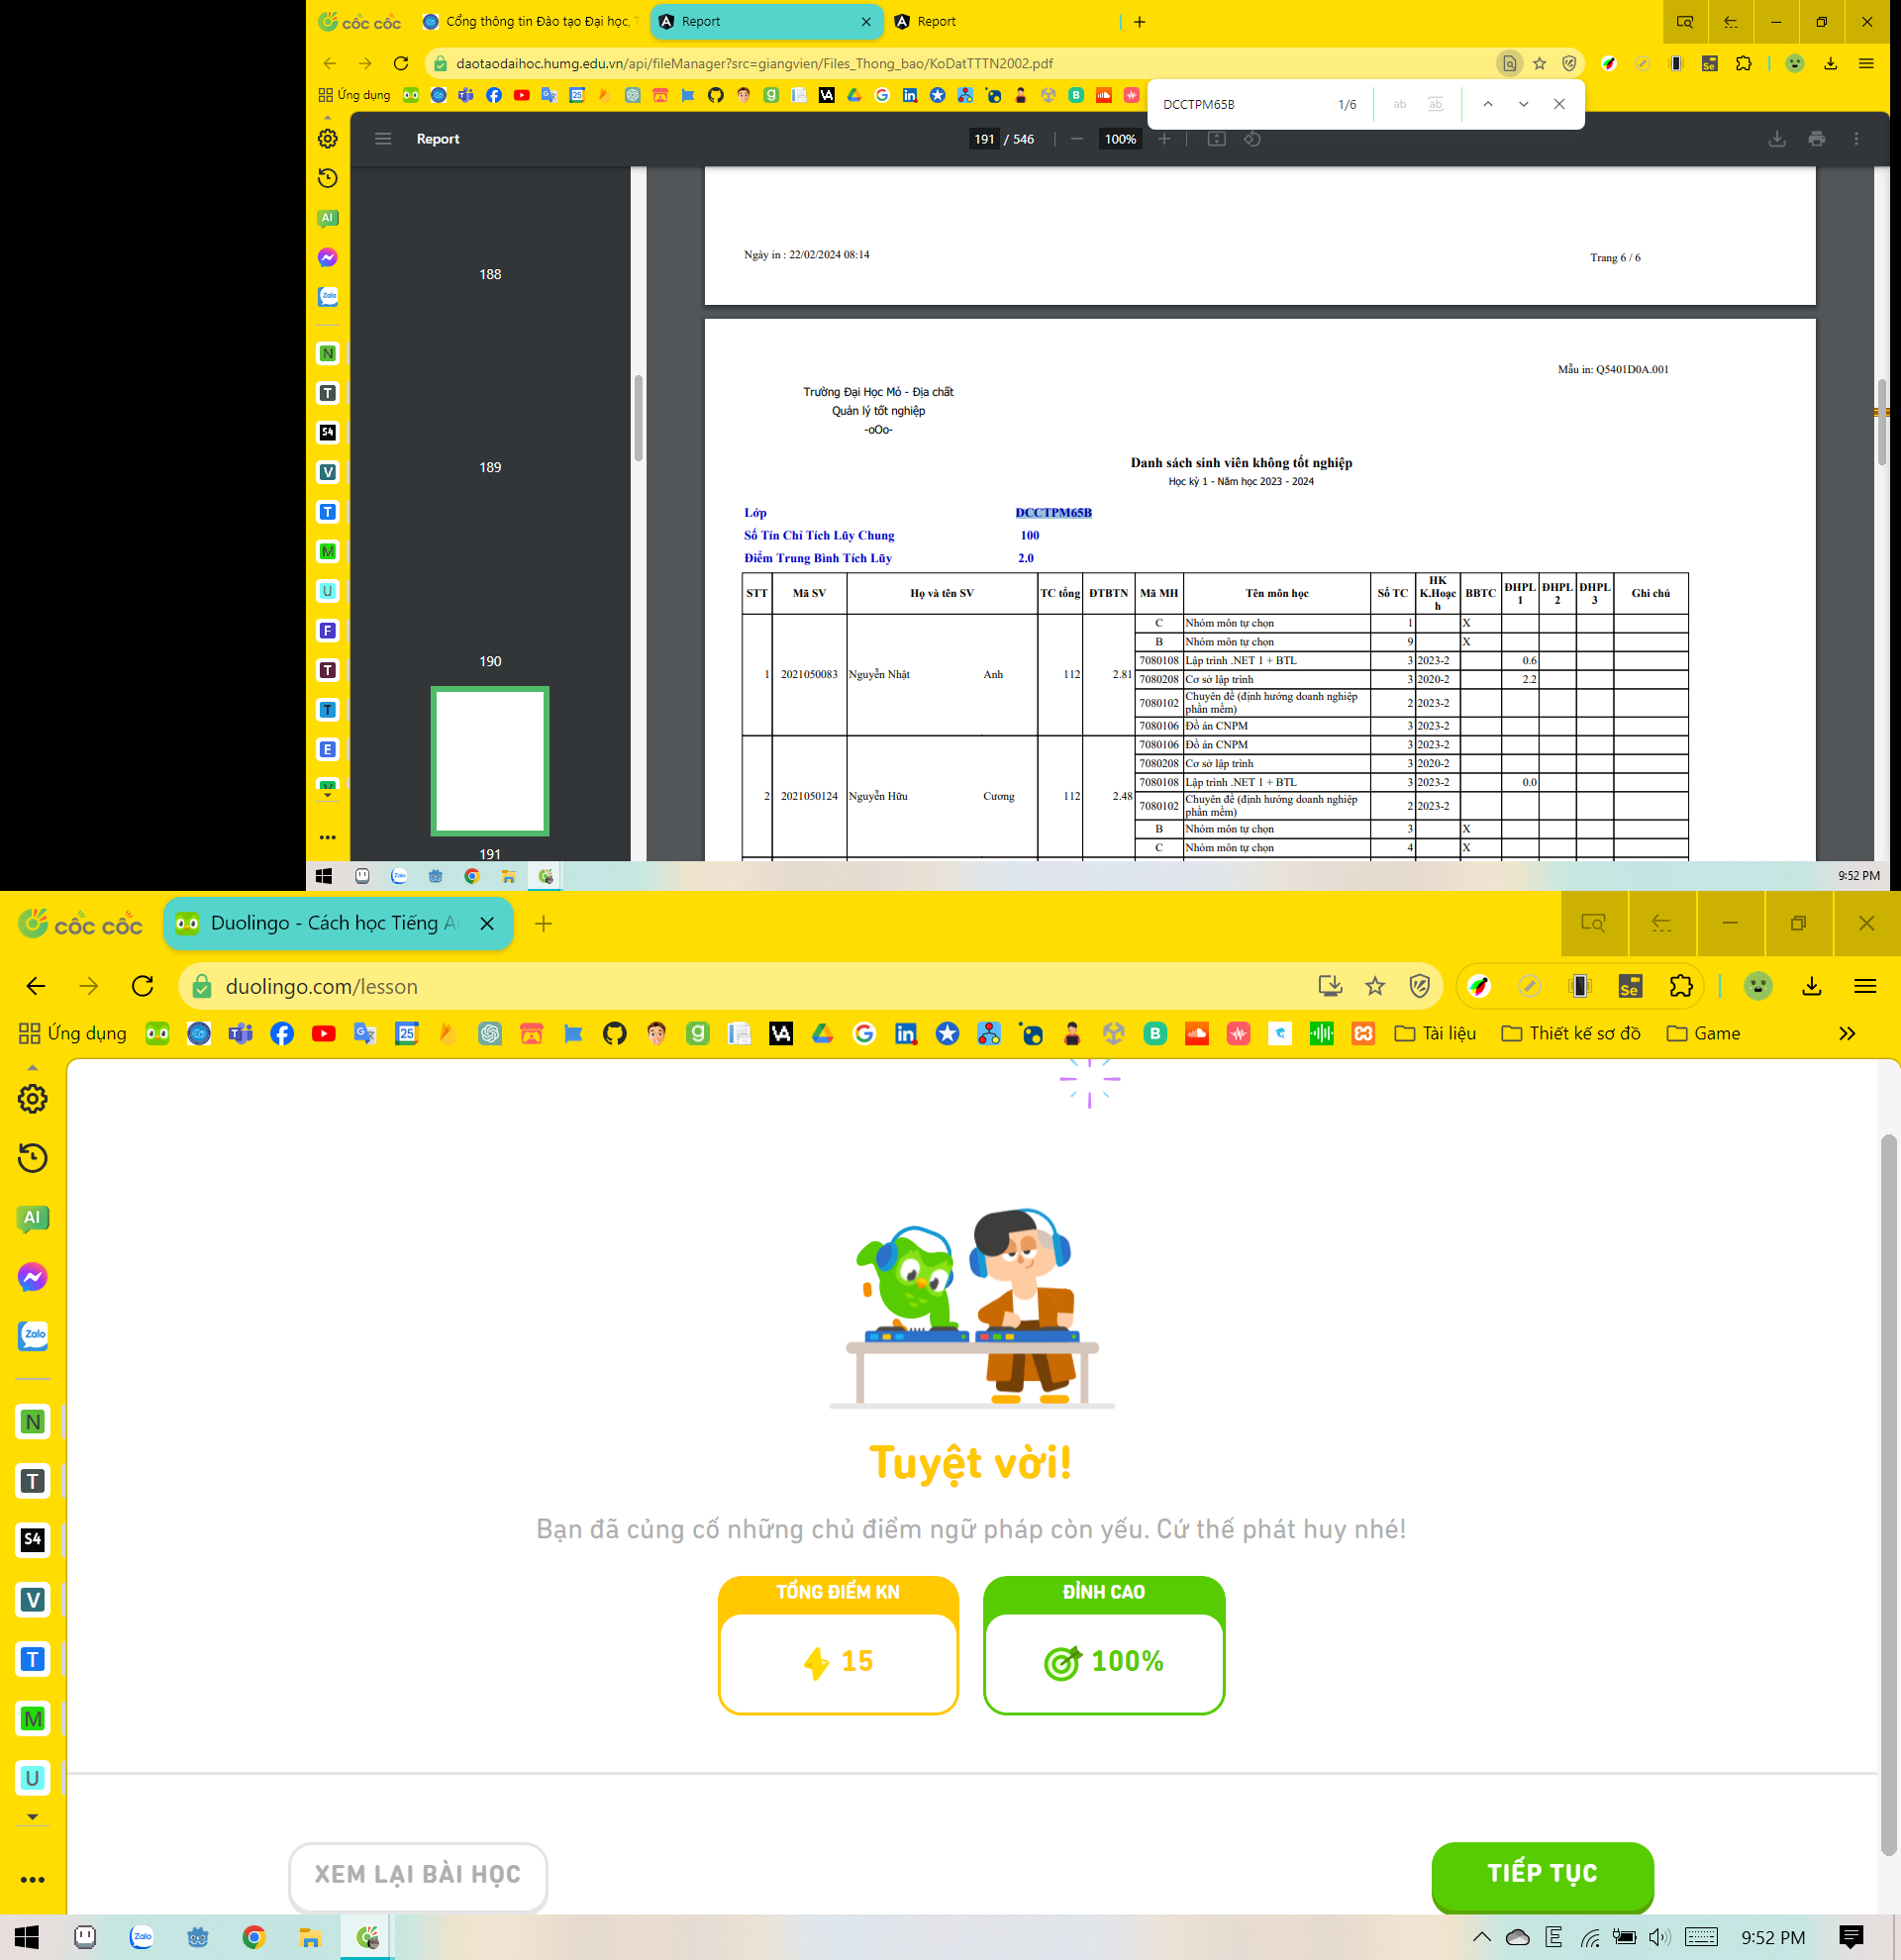 cốc cốc
Cổng thông tin Đào tạo Đại học,
Report
Report
daotaodaihoc.humg.edu.vn/api/fileManager?src=giangvien/Files_Thong_bao/KoDatTTTN2002.pdf
Ứng dụng
DCCTPM65B 1/6
Report
191 / 546
100%
188
189
190
191
Ngày in : 22/02/2024 08:14
Trang 6 / 6
Mẫu in: Q5401D0A.001
Trường Đại Học Mỏ - Địa chất
Quản lý tốt nghiệp
-oOo-
Danh sách sinh viên không tốt nghiệp
Học kỳ 1 - Năm học 2023 - 2024
Lớp DCCTPM65B
Số Tín Chỉ Tích Lũy Chung 100
Điểm Trung Bình Tích Lũy 2.0
STT Mã SV Họ và tên SV TC tổng ĐTBTN Mã MH Tên môn học Số TC HK K.Hoạch BBTC ĐHPL 1 ĐHPL 2 ĐHPL 3 Ghi chú
1 2021050083 Nguyễn Nhật Anh 112 2.81
C Nhóm môn tự chọn 1 X
B Nhóm môn tự chọn 9 X
7080108 Lập trình .NET 1 + BTL 3 2023-2 0.6
7080208 Cơ sở lập trình 3 2020-2 2.2
7080102 Chuyên đề (định hướng doanh nghiệp phần mềm) 2 2023-2
7080106 Đồ án CNPM 3 2023-2
2 2021050124 Nguyễn Hữu Cương 112 2.48
7080106 Đồ án CNPM 3 2023-2
7080208 Cơ sở lập trình 3 2020-2
7080108 Lập trình .NET 1 + BTL 3 2023-2 0.0
7080102 Chuyên đề (định hướng doanh nghiệp phần mềm) 2 2023-2
B Nhóm môn tự chọn 3 X
C Nhóm môn tự chọn 4 X
9:52 PM
cốc cốc
Duolingo - Cách học Tiếng A
duolingo.com/lesson
Ứng dụng
Tài liệu
Thiết kế sơ đồ
Game
AI
Zalo
N
T
S4
V
T
M
U
Tuyệt vời!
Bạn đã củng cố những chủ điểm ngữ pháp còn yếu. Cứ thế phát huy nhé!
TỔNG ĐIỂM KN
15
ĐỈNH CAO
100%
XEM LẠI BÀI HỌC
TIẾP TỤC
9:52 PM